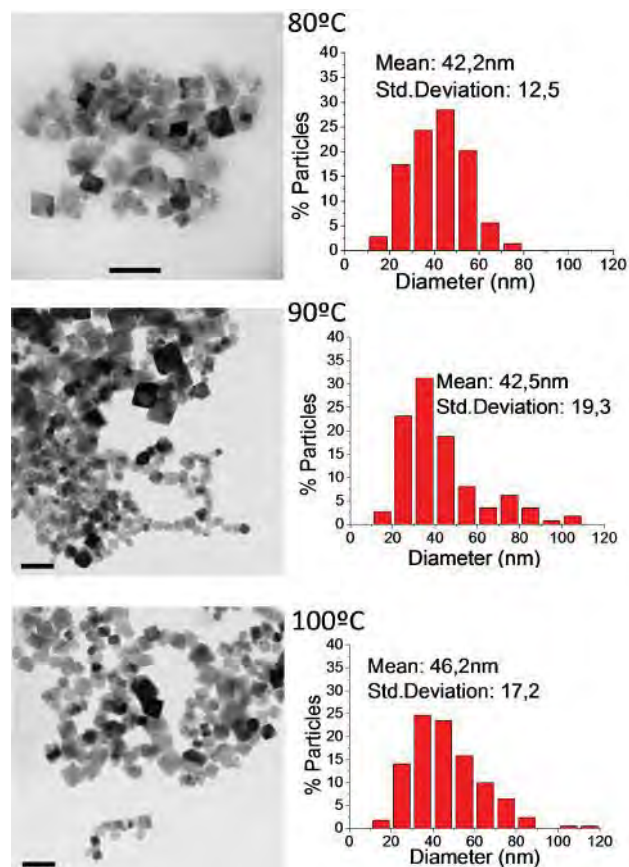 80ºC
Mean: 42,2nm
Std.Deviation: 12,5
% Particles
40
35
30
25
20
15
10
5
0
0 20 40 60 80 100 120
Diameter (nm)
90ºC
Mean: 42,5nm
Std.Deviation: 19,3
% Particles
40
35
30
25
20
15
10
5
0
0 20 40 60 80 100 120
Diameter (nm)
100ºC
Mean: 46,2nm
Std.Deviation: 17,2
% Particles
40
35
30
25
20
15
10
5
0
0 20 40 60 80 100 120
Diameter (nm)